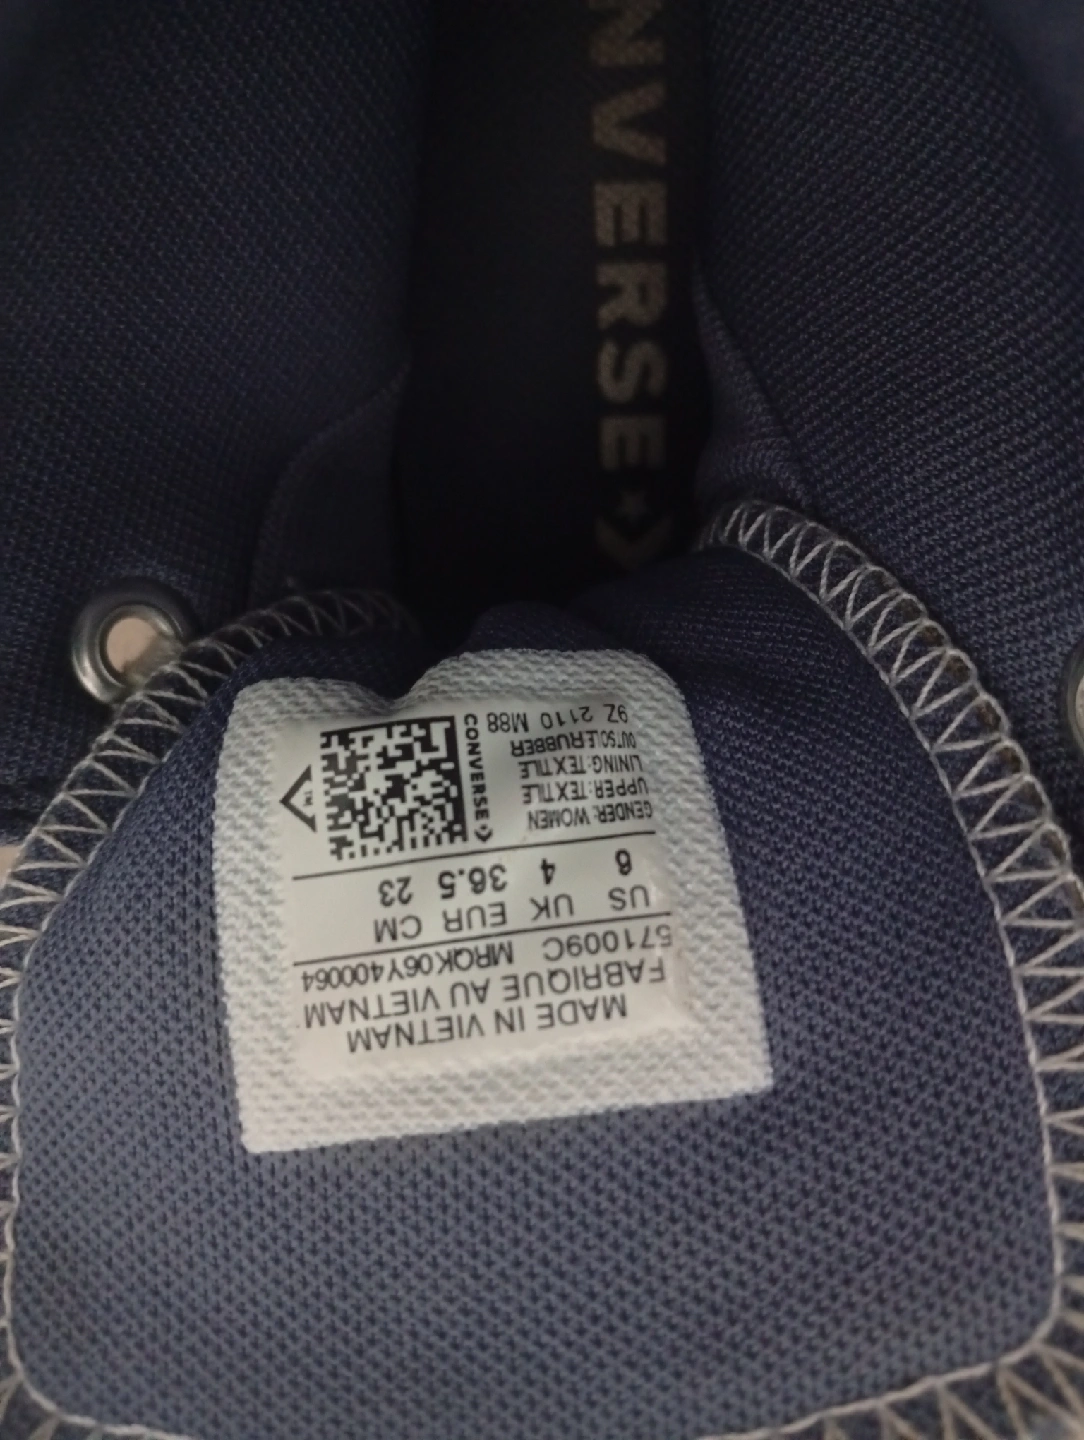 NVERSE
MADE IN VIETNAM
FABRIQUE AU VIETNAM
571009C MRQK06Y400064
US UK EUR CM
6 4 36.5 23
GENDER: WOMEN
UPPER: TEXTILE
LINING: TEXTILE
OUTSOLE:RUBBER
9Z 2110 M88
CONVERSE